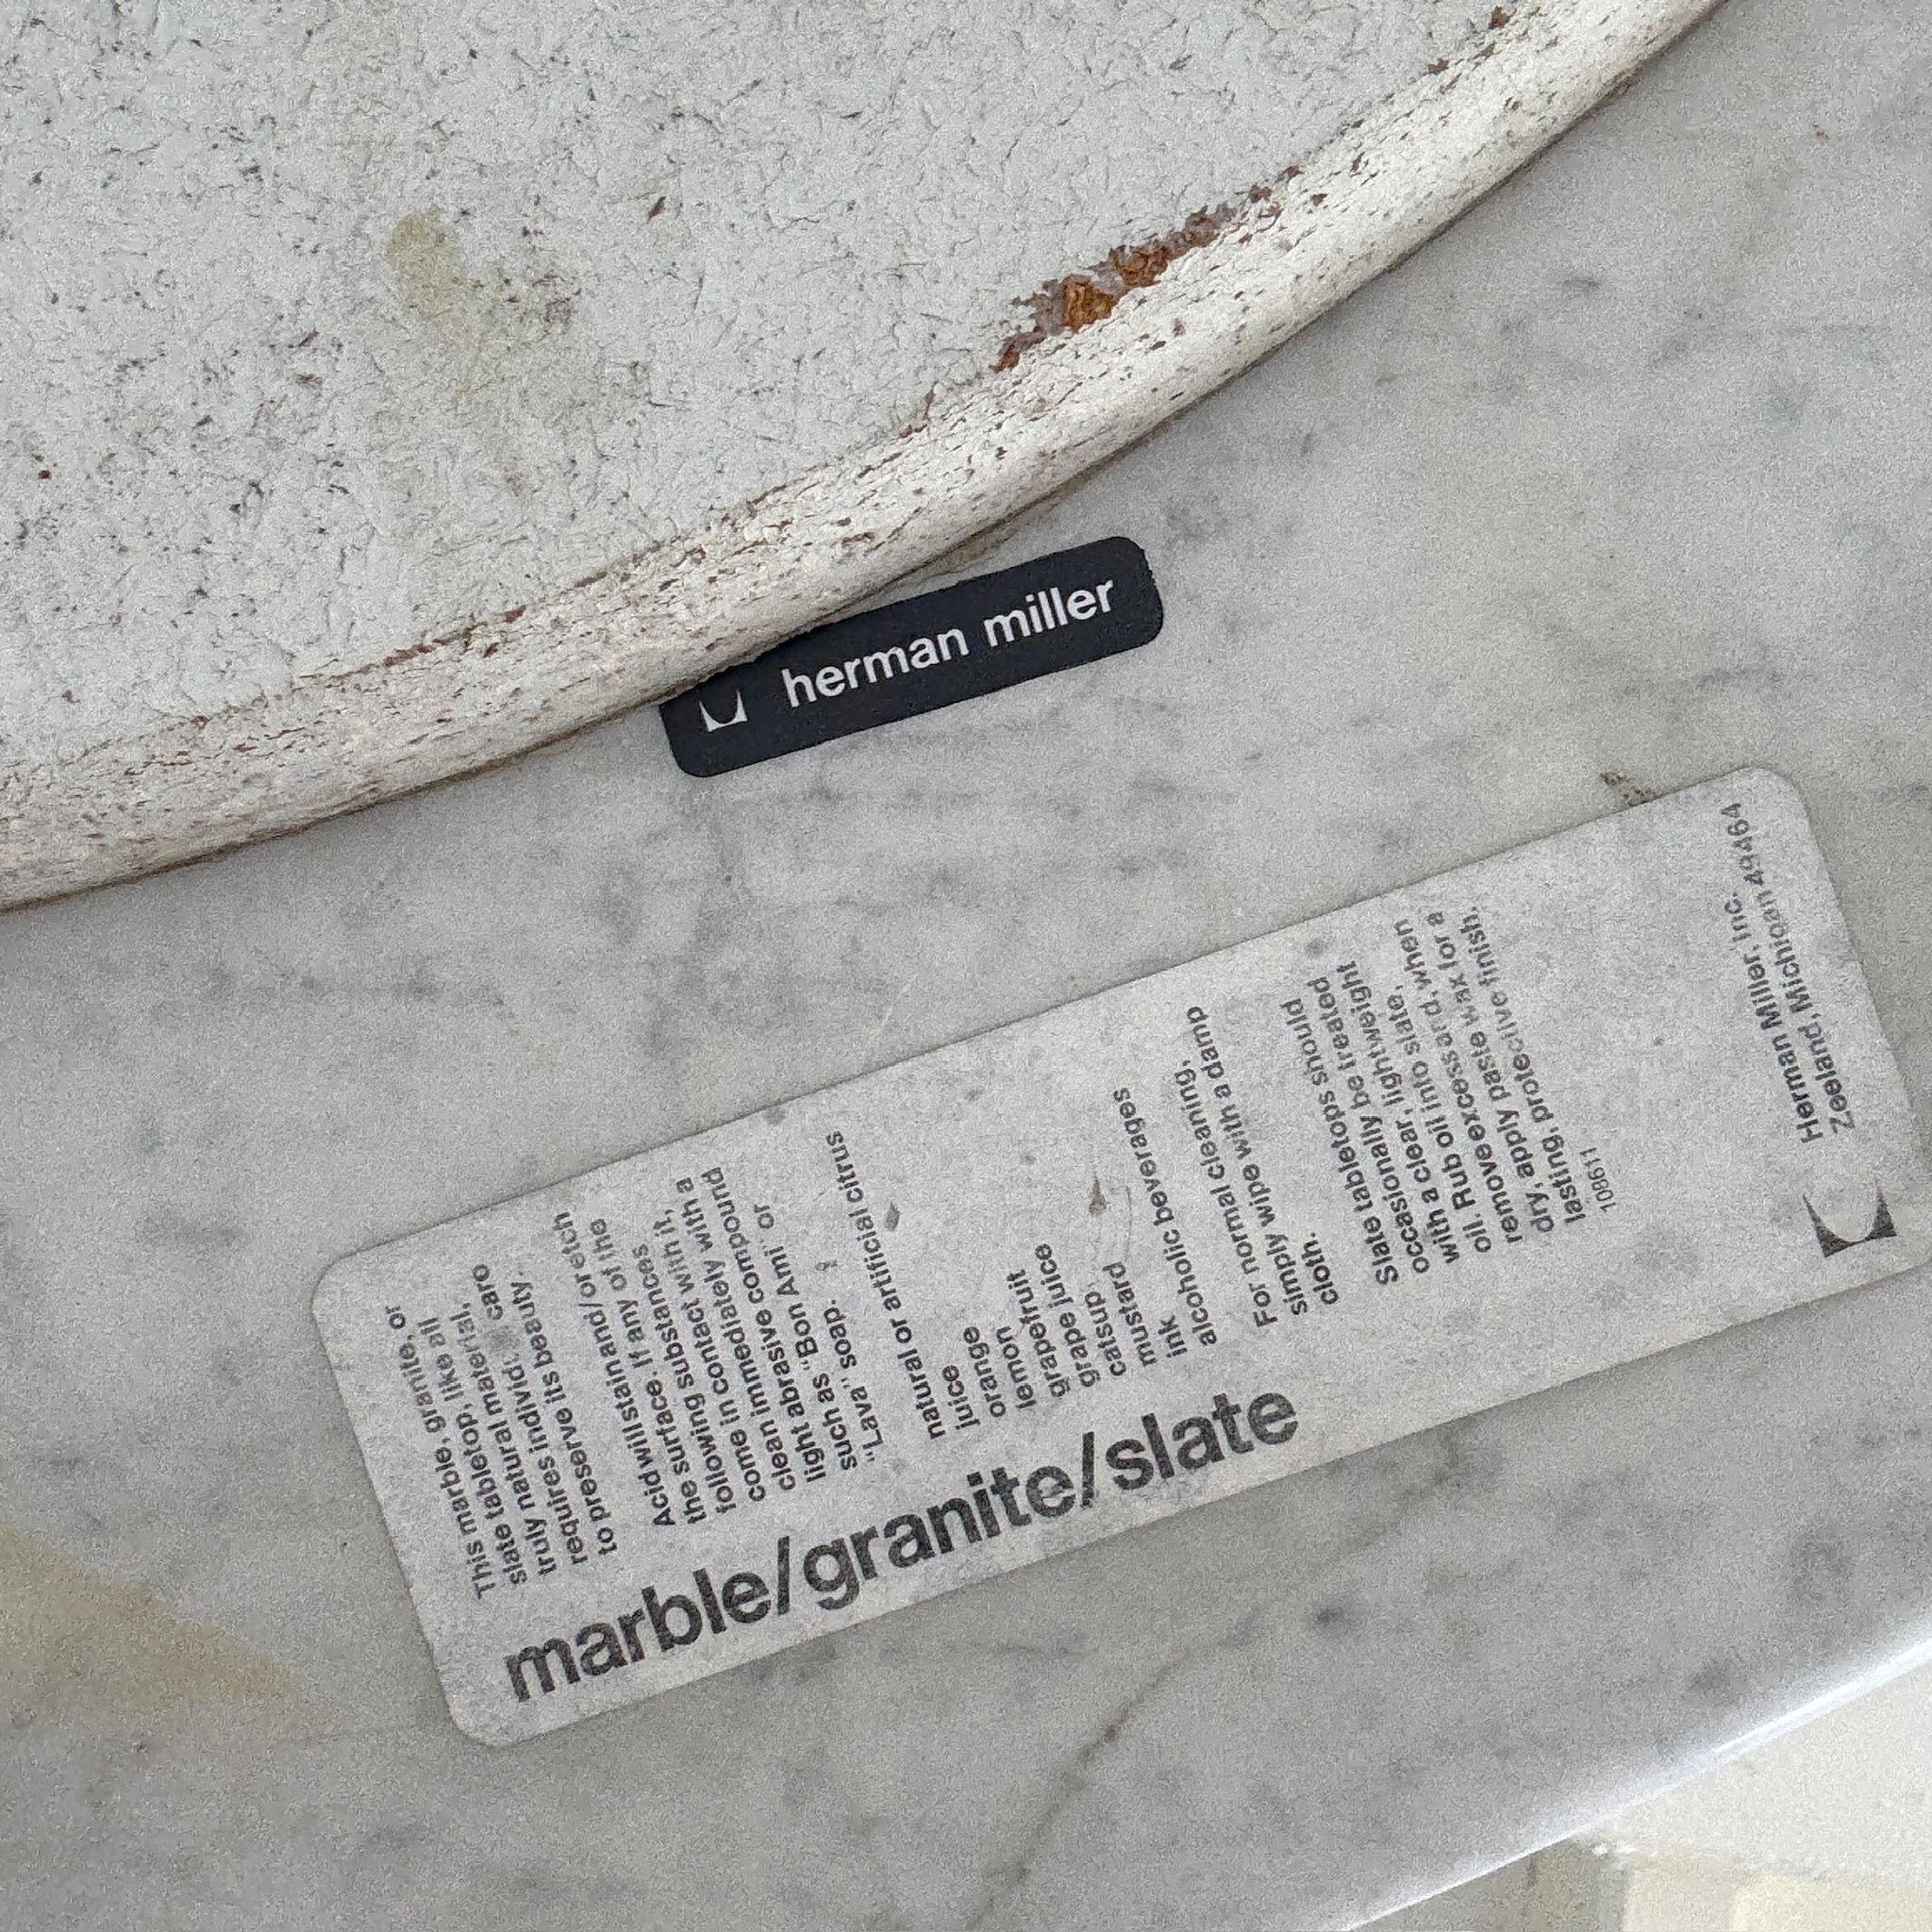 herman miller
marble/granite/slate
This marble, granite, or
slate tabletop, like all
truly natural material,
requires individ care
to preserve its beauty.
Acid will stain and/or etch
the surface. If any of the
following substances
come in contact with it,
clean immediately with a
light abrasive compound
such as "Bon Ami" or
"Lava" soap.
natural or artificial citrus
juice
orange
lemon
grapefruit
grape juice
catsup,
mustard
ink
alcoholic beverages
For normal cleaning,
simply wipe with a damp
cloth.
Slate tabletops should
occasionally be treated
with a clear, lightweight
oil. Rub oil into slate,
remove excess and, when
dry, apply paste wax for a
lasting, protective finish.
108611
Herman Miller, Inc.
Zeeland, Michigan 49464